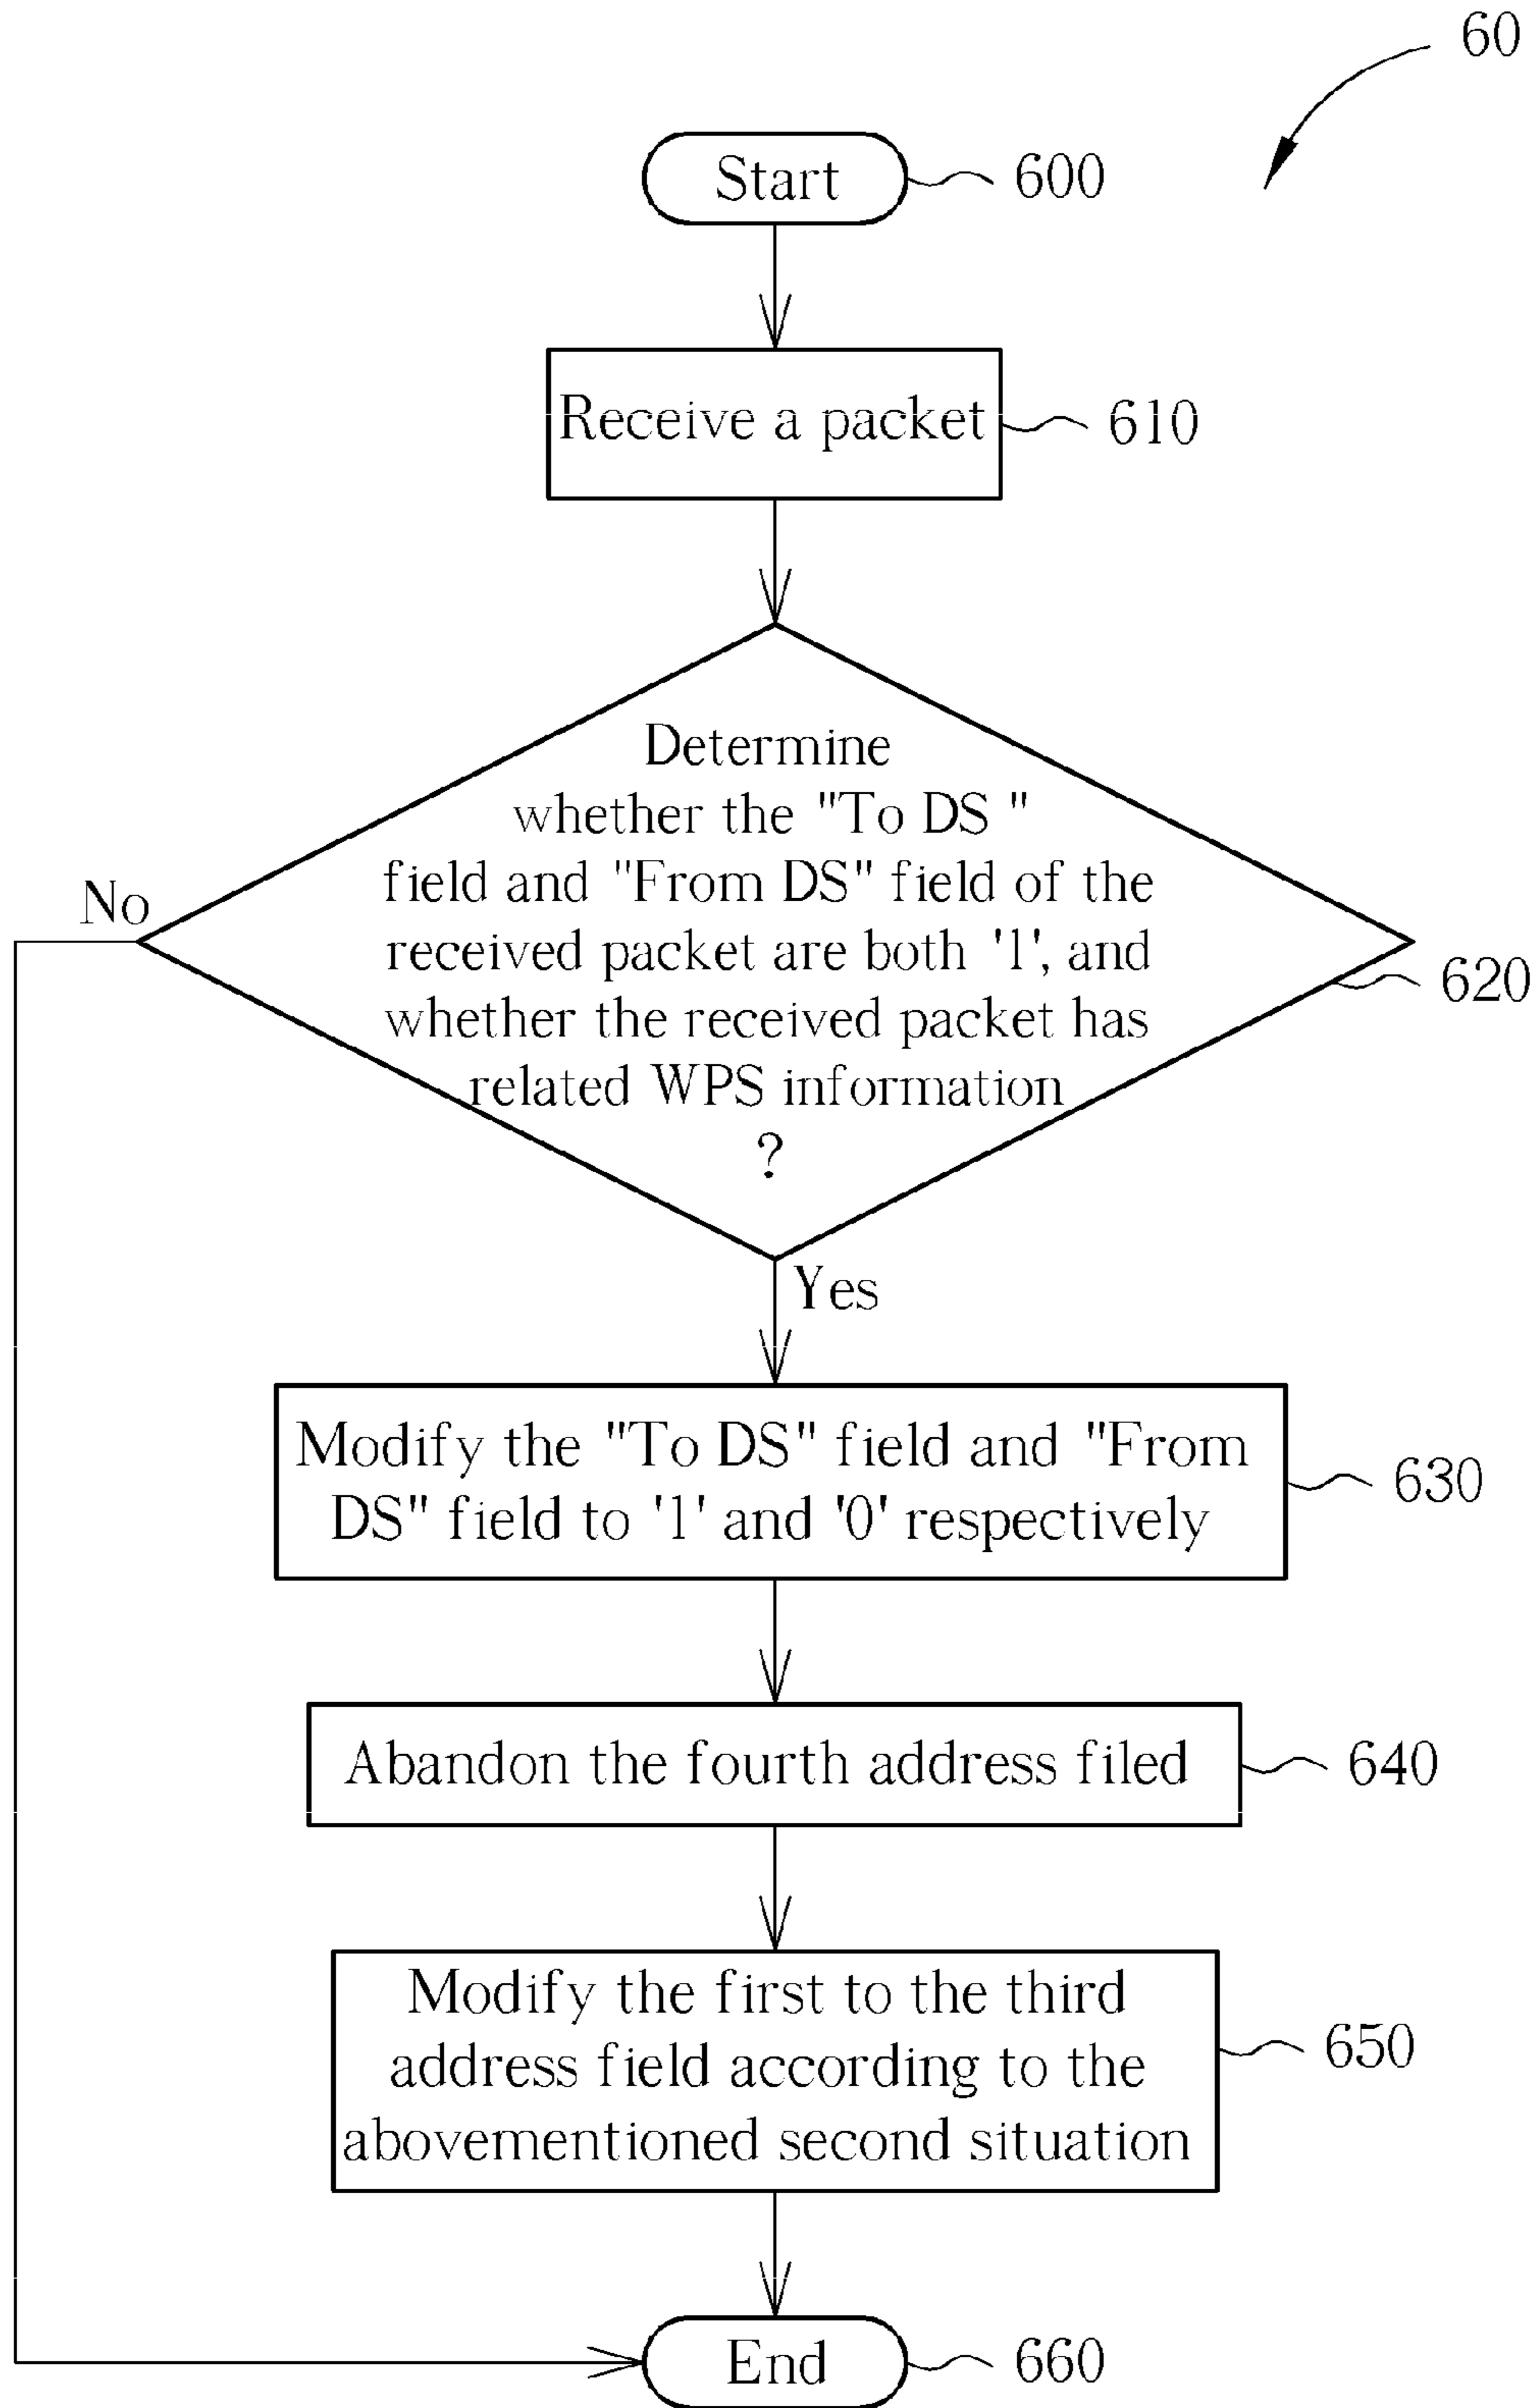 60
Start
600
Receive a packet
610
Determine
whether the "To DS "
field and "From DS" field of the
received packet are both '1', and
whether the received packet has
related WPS information
?
No
620
Yes
Modify the "To DS" field and "From
DS" field to '1' and '0' respectively
630
Abandon the fourth address filed
640
Modify the first to the third
address field according to the
abovementioned second situation
650
End
660